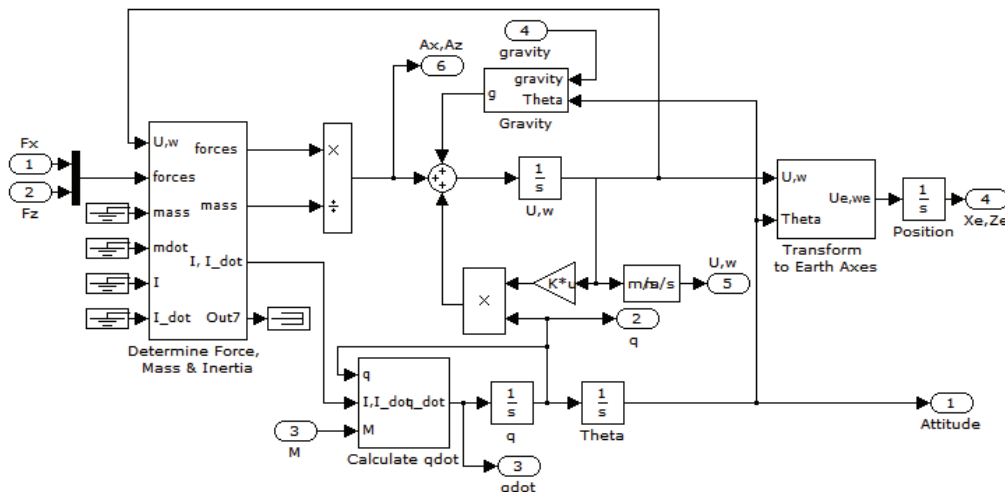 Ax,Az
6
4
gravity
gravity
g
Theta
Gravity
Fx
1
2
Fz
U,w
forces
forces
mass
mass
mdot
I, I_dot
I
I_dot
Out7
Determine Force,
Mass & Inertia
×
÷
+
+
+
1
s
U,w
U,w
Theta
Ue,we
Transform
to Earth Axes
1
s
Position
4
Xe,Ze
K*u
U,w
5
×
2
q
q
I,I_dot
q_dot
M
Calculate qdot
3
M
1
s
q
1
s
Theta
3
qdot
1
Attitude